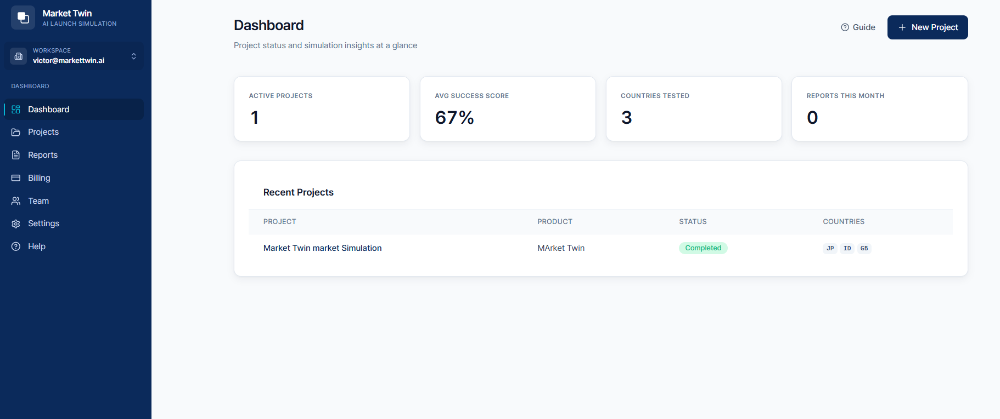 Market Twin
AI LAUNCH SIMULATION
WORKSPACE
victor@markettwin.ai
DASHBOARD
Dashboard
Projects
Reports
Billing
Team
Settings
Help
Dashboard
Project status and simulation insights at a glance
Guide
+ New Project
ACTIVE PROJECTS
1
AVG SUCCESS SCORE
67%
COUNTRIES TESTED
3
REPORTS THIS MONTH
0
Recent Projects
PROJECT PRODUCT STATUS COUNTRIES
Market Twin market Simulation MArket Twin Completed JP ID GB